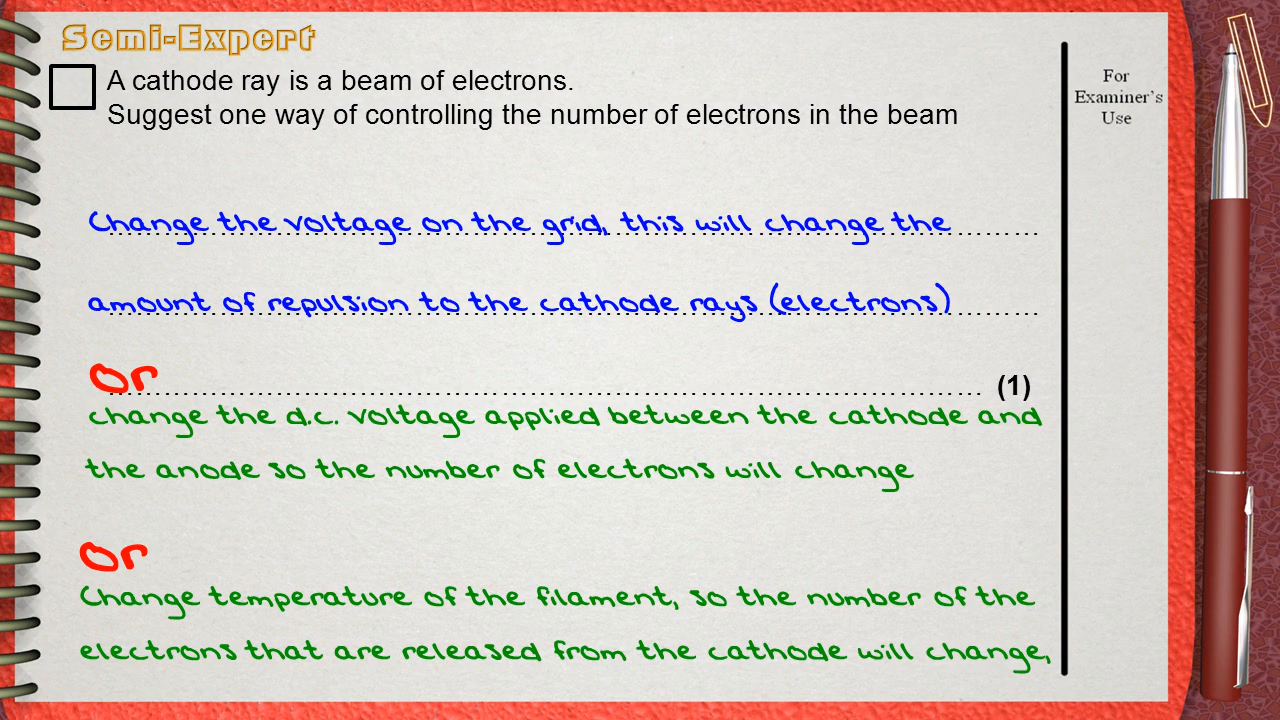 Semi-Expert
A cathode ray is a beam of electrons.
Suggest one way of controlling the number of electrons in the beam
For
Examiner's
Use
Change the voltage on the grid, this will change the
amount of repulsion to the cathode rays (electrons)
Or
(1)
change the d.c. voltage applied between the cathode and
the anode so the number of electrons will change
Or
Change temperature of the filament, so the number of the
electrons that are released from the cathode will change,